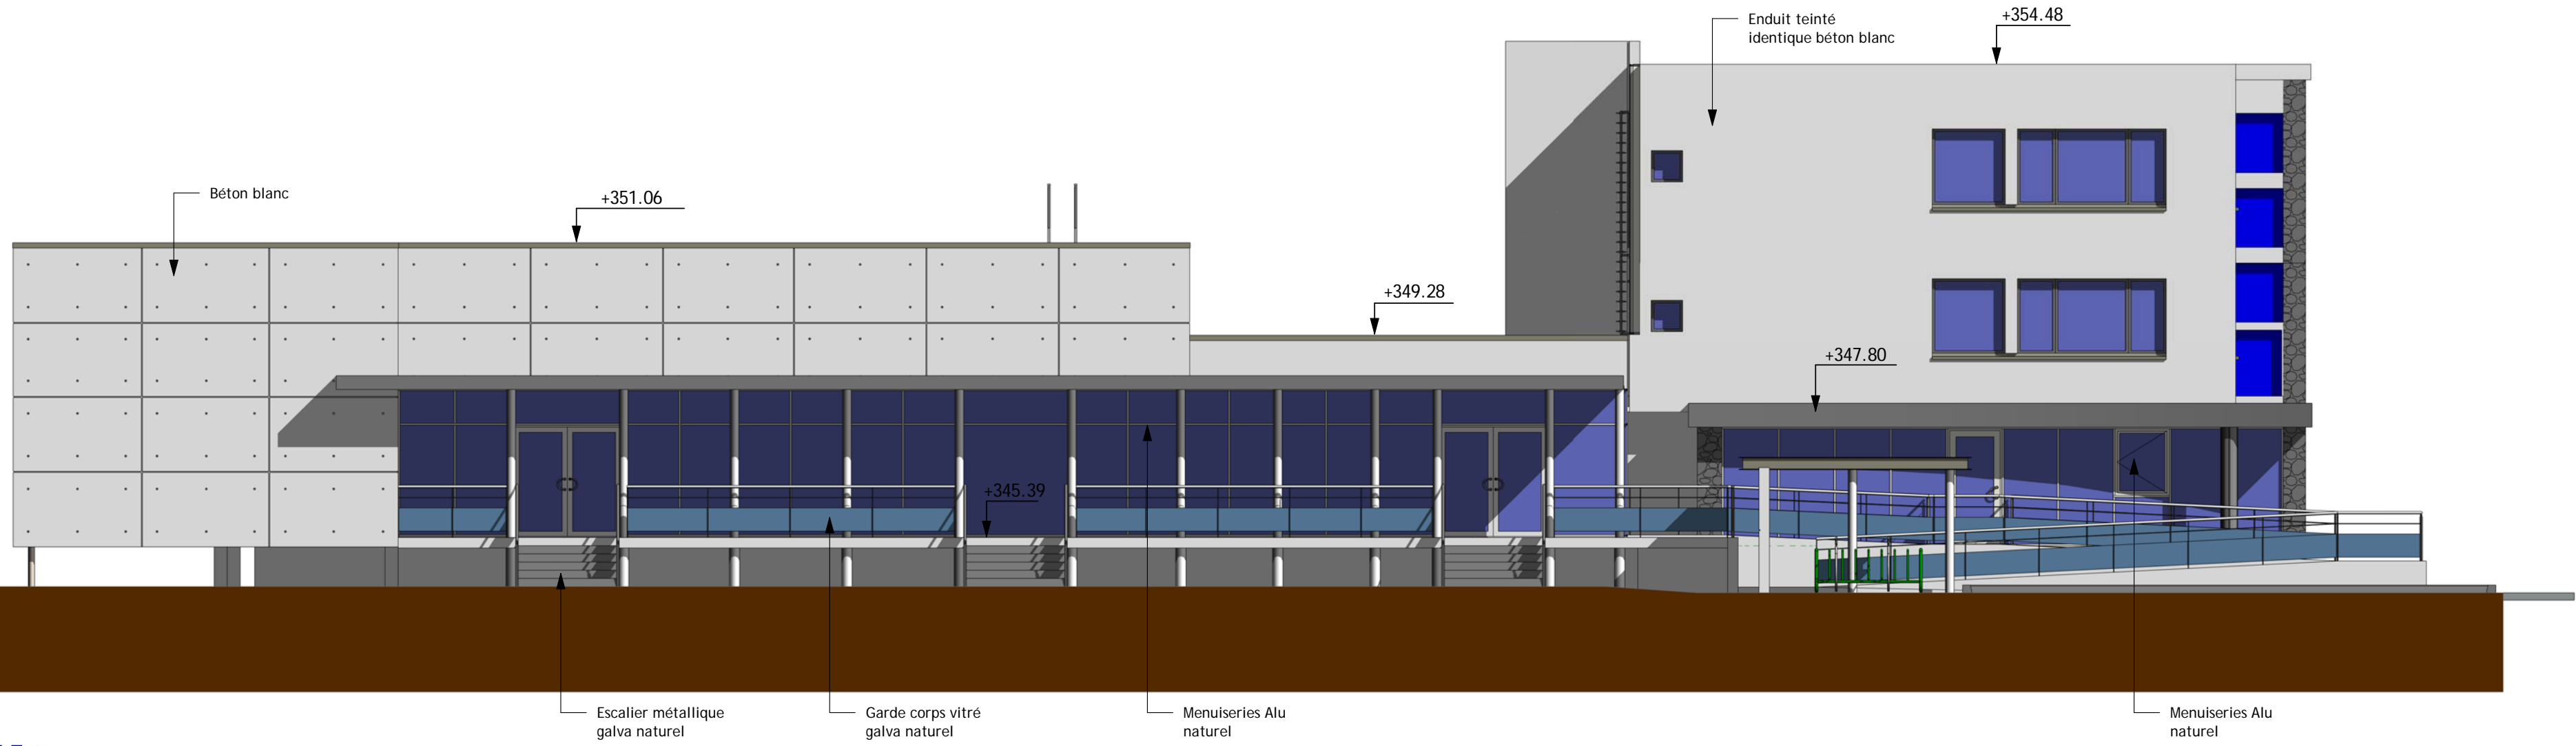 Enduit teinté
identique béton blanc
+354.48
Béton blanc
+351.06
+349.28
+347.80
+345.39
Escalier métallique
galva naturel
Garde corps vitré
galva naturel
Menuiseries Alu
naturel
Menuiseries Alu
naturel